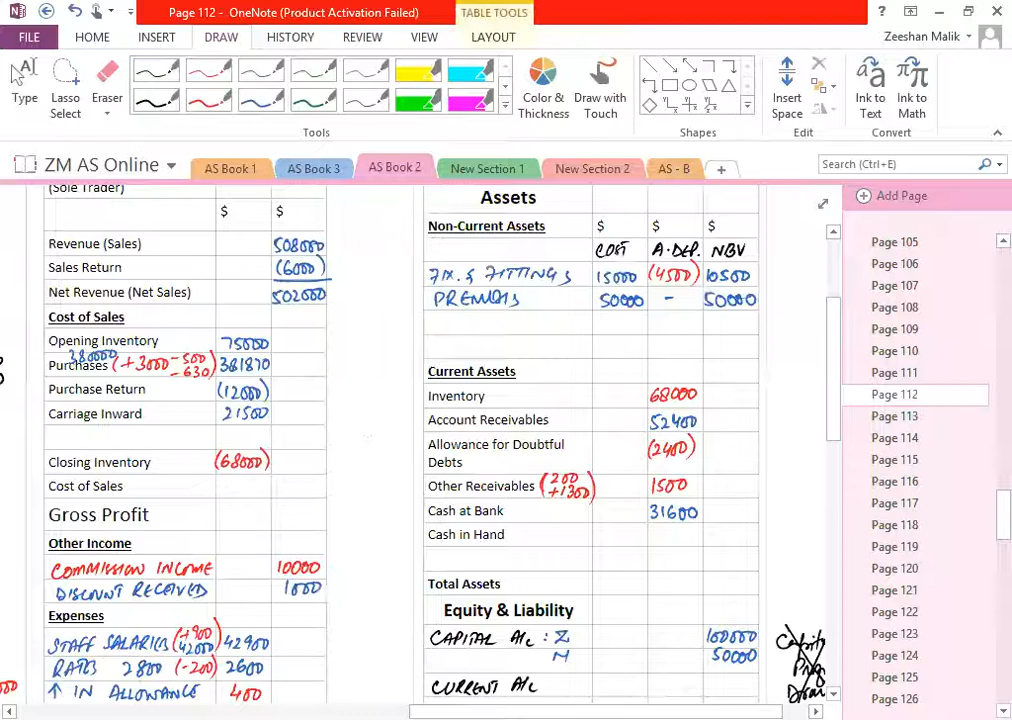 Page 112 - OneNote (Product Activation Failed)
TABLE TOOLS
FILE HOME INSERT DRAW HISTORY REVIEW VIEW LAYOUT
Zeeshan Malik
Type
Lasso Select
Eraser
Color & Thickness
Draw with Touch
Insert Space
Ink to Text
Ink to Math
Tools
Shapes
Edit
Convert
ZM AS Online
AS Book 1
AS Book 3
AS Book 2
New Section 1
New Section 2
AS - B
Search (Ctrl+E)
(Sole Trader)
$ $
Revenue (Sales) 508000
Sales Return (6000)
Net Revenue (Net Sales) 502000
Cost of Sales
Opening Inventory 75000
380000
Purchases (+3000 -500 -630) 381870
Purchase Return (12000)
Carriage Inward 21500
Closing Inventory (68000)
Cost of Sales
Gross Profit
Other Income
COMMISSION INCOME 10000
DISCOUNT RECEIVED 1000
Expenses
STAFF SALARIES (+900 42000) 42900
RATES 2800 (-200) 2600
↑ IN ALLOWANCE 400
Assets
Non-Current Assets $ $ $
COST A.DEP. NBV
FIX. & FITTINGS 15000 (4500) 10500
PREMISES 50000 - 50000
Current Assets
Inventory 68000
Account Receivables 52400
Allowance for Doubtful
Debts (2400)
Other Receivables (200 +1300) 1500
Cash at Bank 31600
Cash in Hand
Total Assets
Equity & Liability
CAPITAL A/C : Z 100000
M 50000
CURRENT A/C
Add Page
Page 105
Page 106
Page 107
Page 108
Page 109
Page 110
Page 111
Page 112
Page 113
Page 114
Page 115
Page 116
Page 117
Page 118
Page 119
Page 120
Page 121
Page 122
Page 123
Page 124
Page 125
Page 126